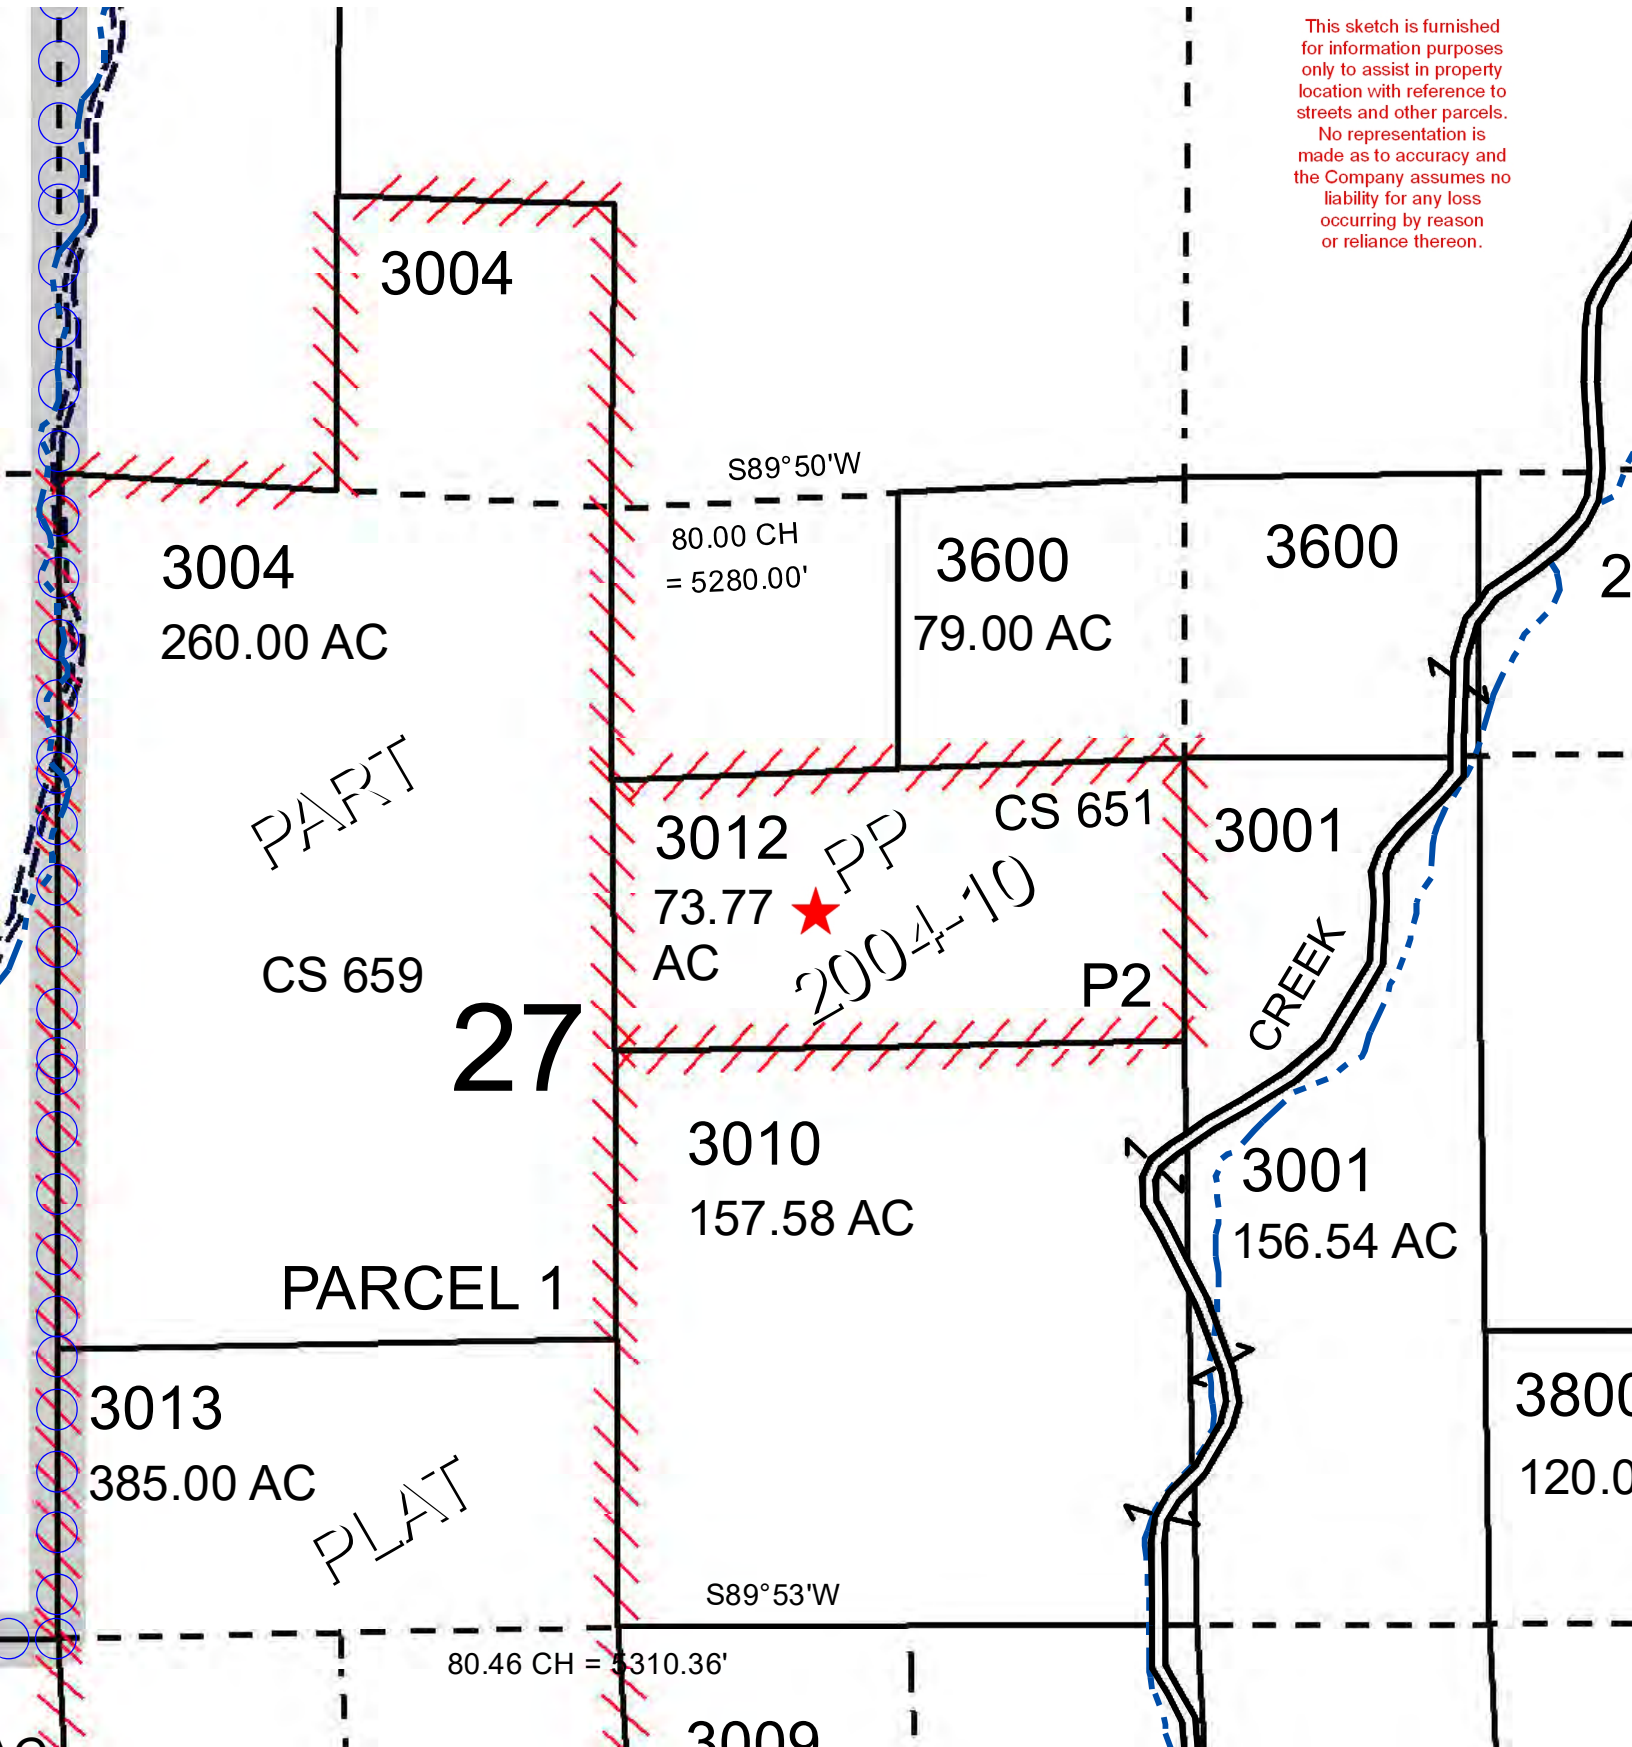 This sketch is furnished
for information purposes
only to assist in property
location with reference to
streets and other parcels.
No representation is
made as to accuracy and
the Company assumes no
liability for any loss
occurring by reason
or reliance thereon.
3004
S89°50'W
80.00 CH
= 5280.00'
3004
260.00 AC
3600
79.00 AC
3600
2
PART
CS 651
3012
73.77
AC
PP
2004-10
P2
3001
CS 659
27
CREEK
3010
157.58 AC
3001
156.54 AC
PARCEL 1
3013
385.00 AC
PLAT
3800
120.0
S89°53'W
80.46 CH = 5310.36'
3009